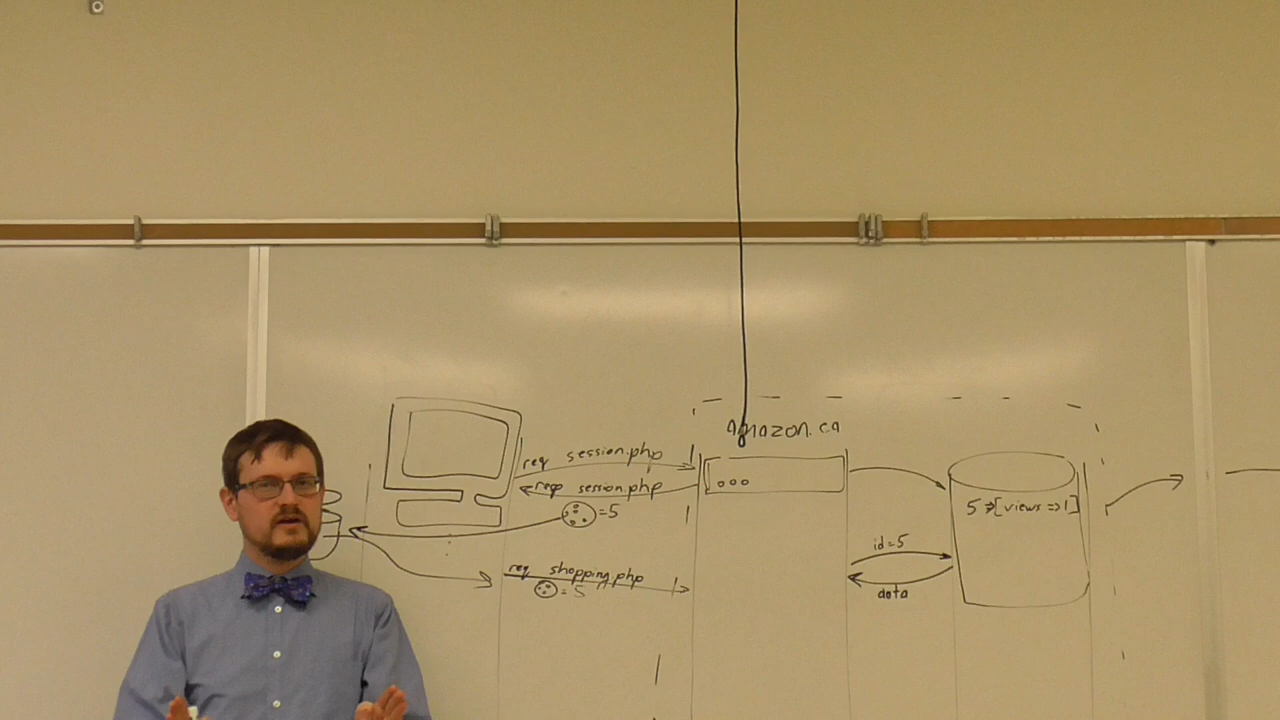 amazon.ca
req session.php
resp session.php
=5
5 ⇒ [views => 1]
id=5
data
req shopping.php
= 5